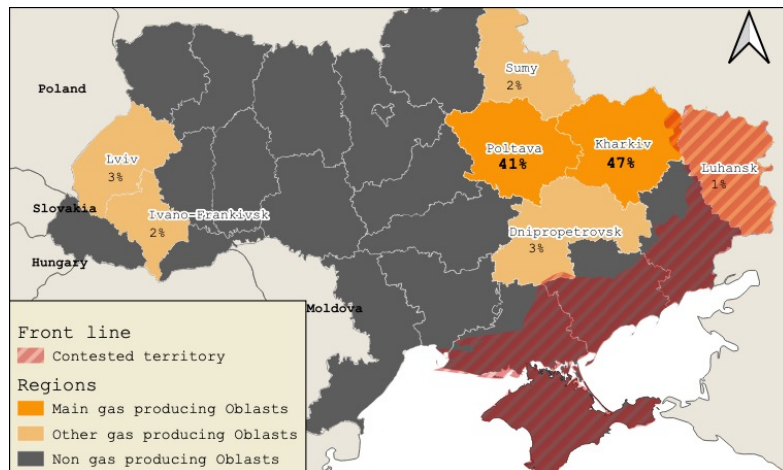 Sumy
2%
Poland
Poltava
41%
Kharkiv
47%
Lviv
3%
Luhansk
1%
Slovakia
Ivano-Frankivsk
2%
Dnipropetrovsk
3%
Hungary
Moldova
Front line
Contested territory
Regions
Main gas producing Oblasts
Other gas producing Oblasts
Non gas producing Oblasts